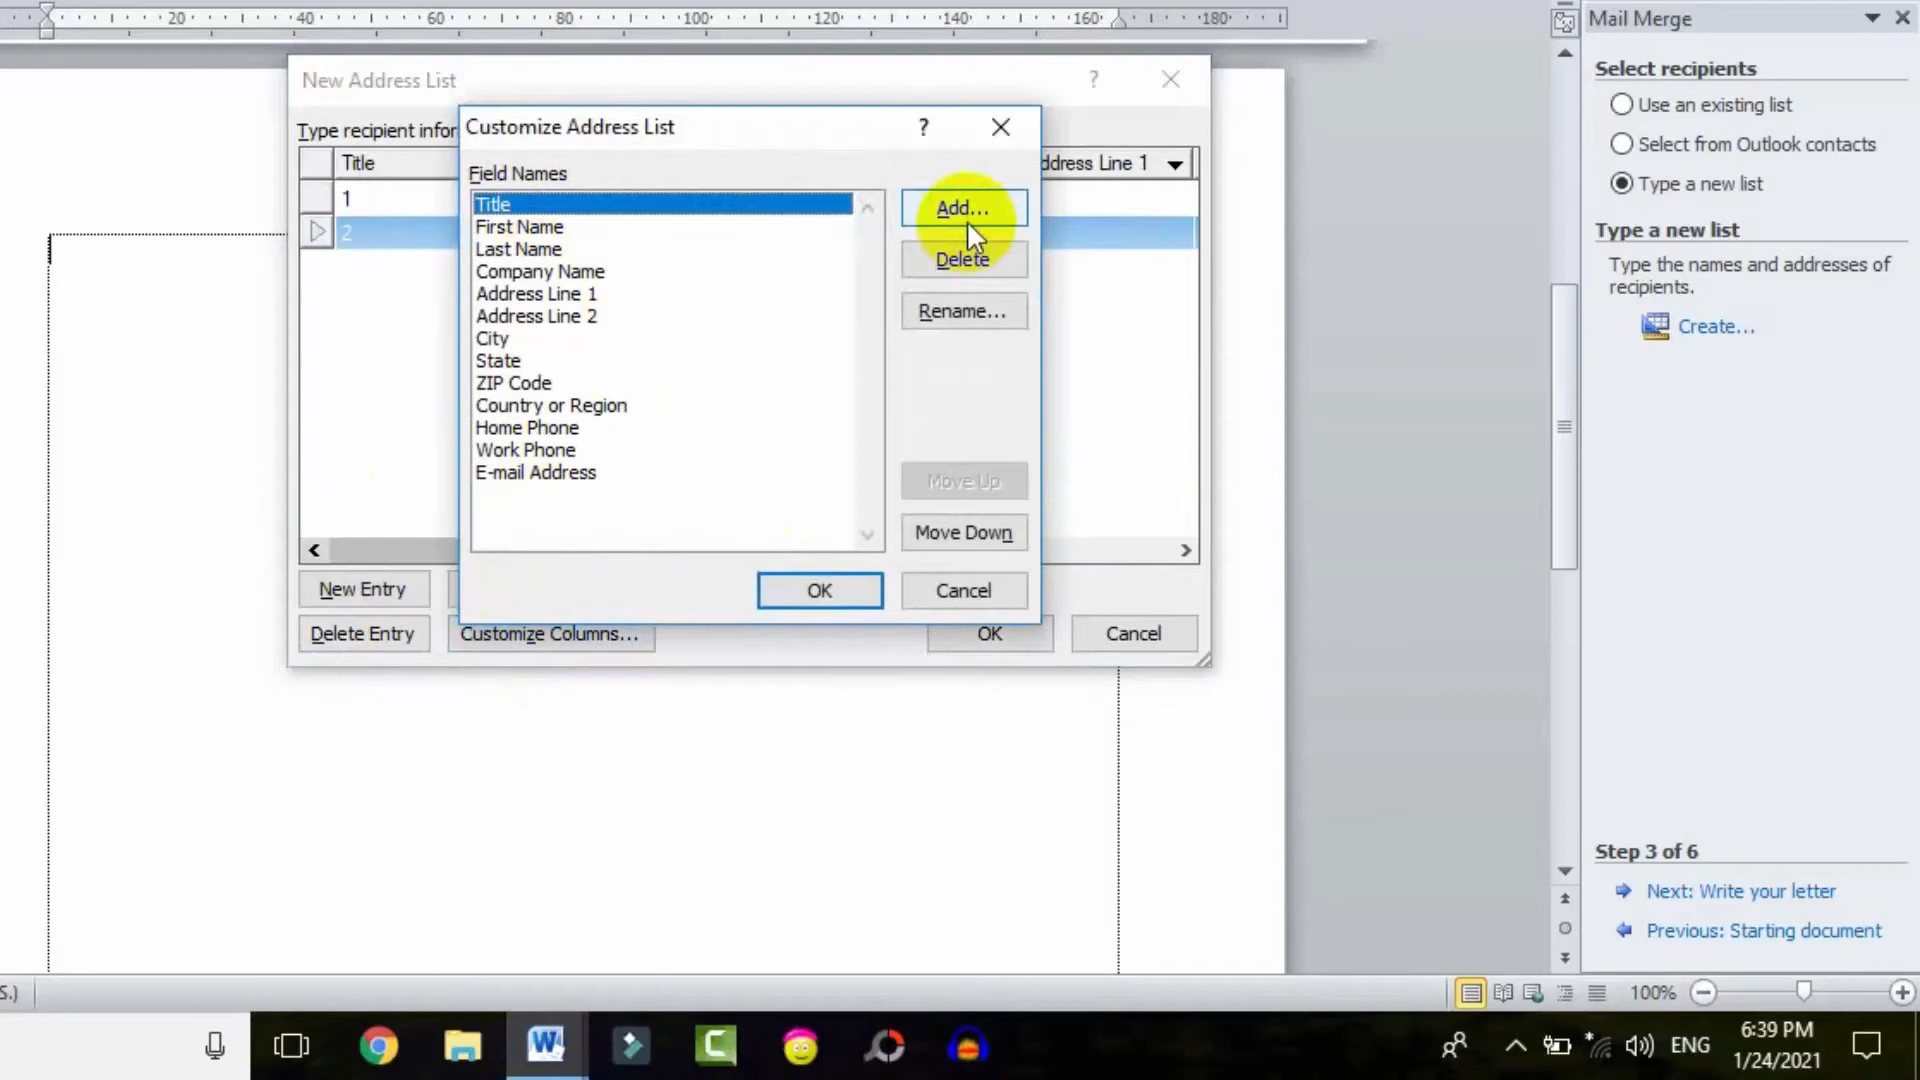 20 40 60 80 100 120 140 160 180
Mail Merge
Select recipients
Use an existing list
Select from Outlook contacts
Type a new list
Type a new list
Type the names and addresses of
recipients.
Create...
Step 3 of 6
Next: Write your letter
Previous: Starting document
New Address List
?
Type recipient infor
Title
ddress Line 1
1
2
New Entry
Delete Entry
Customize Columns...
OK
Cancel
Customize Address List
?
Field Names
Title
First Name
Last Name
Company Name
Address Line 1
Address Line 2
City
State
ZIP Code
Country or Region
Home Phone
Work Phone
E-mail Address
Add...
Delete
Rename...
Move Up
Move Down
OK
Cancel
S.)
100%
W
C
ENG
6:39 PM
1/24/2021